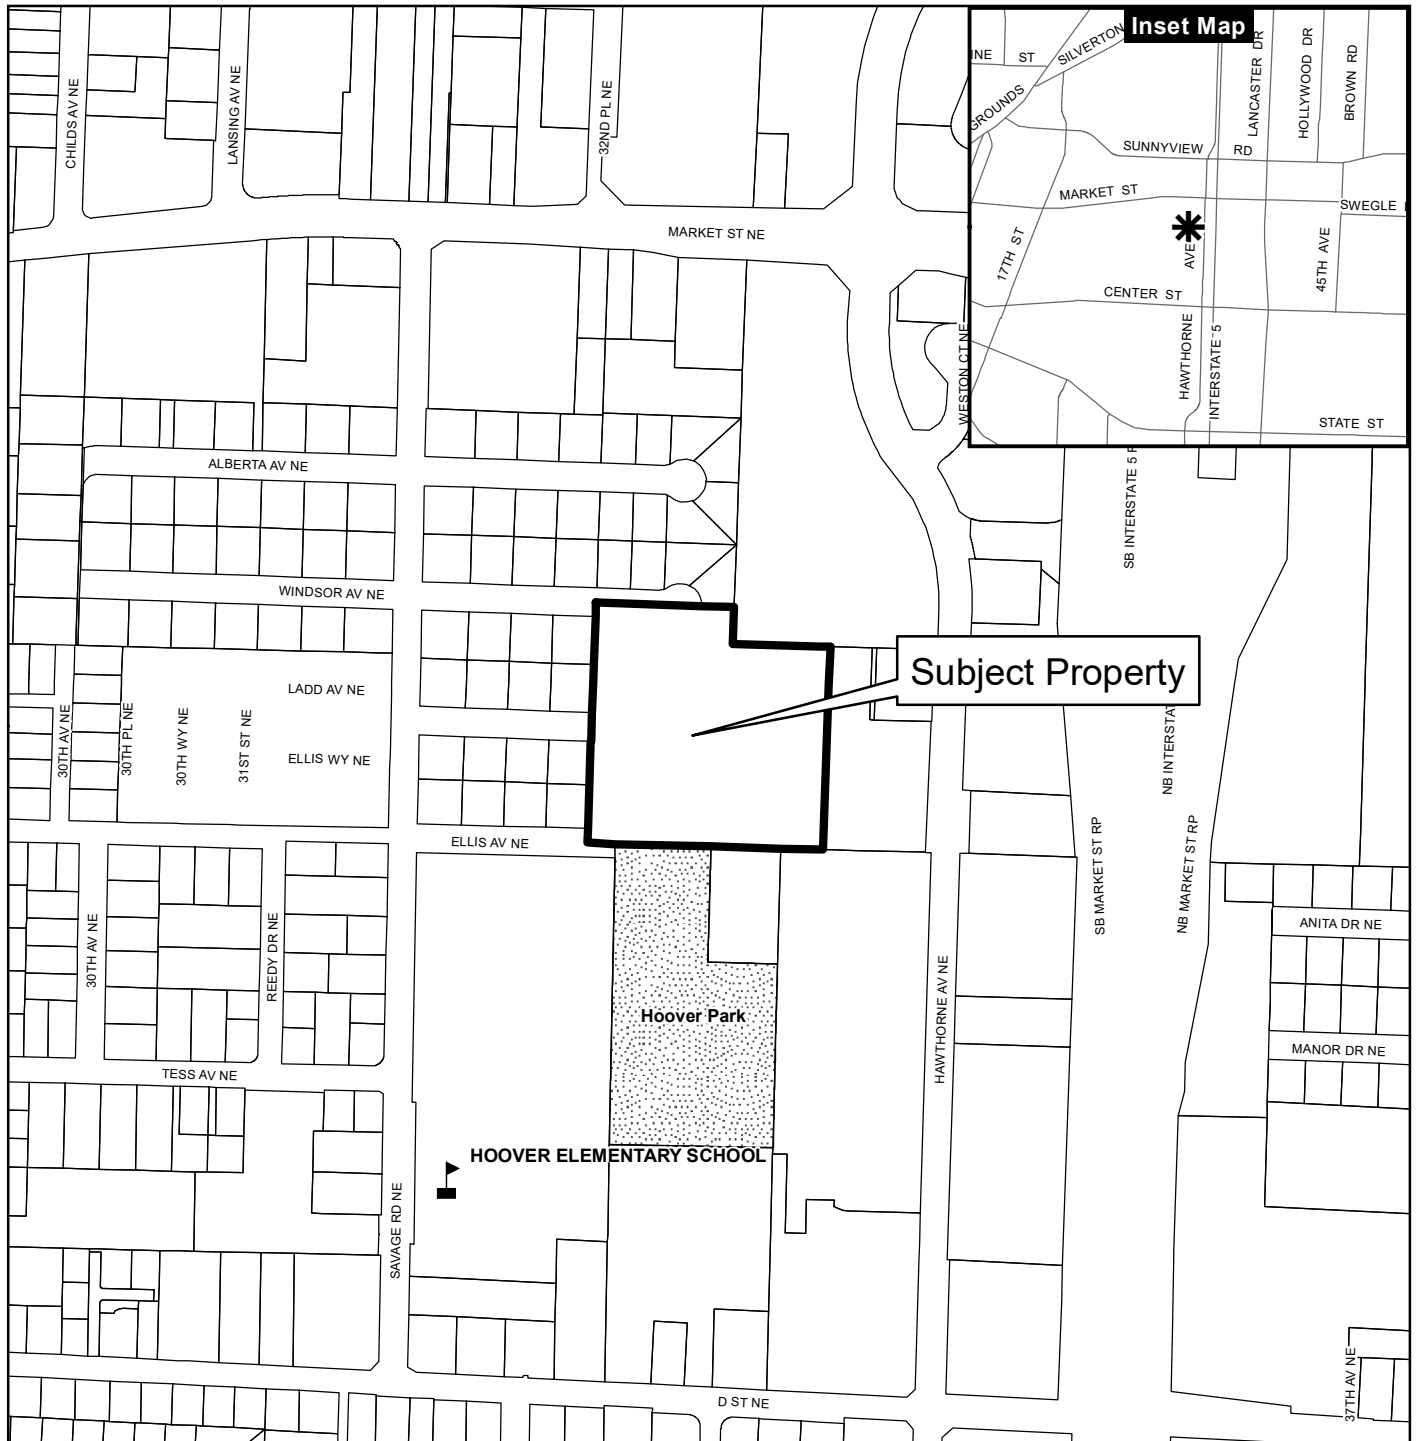 Inset Map
INE ST
SILVERTON
GROUNDS
LANCASTER DR
HOLLYWOOD DR
BROWN RD
SUNNYVIEW RD
MARKET ST
SWEGLE
17TH ST
AVE
45TH AVE
CENTER ST
HAWTHORNE
INTERSTATE 5
STATE ST
CHILDS AV NE
LANSING AV NE
32ND PL NE
MARKET ST NE
WESTON CT NE
ALBERTA AV NE
SB INTERSTATE 5
WINDSOR AV NE
Subject Property
LADD AV NE
30TH AV NE
30TH PL NE
30TH WY NE
31ST ST NE
ELLIS WY NE
NB INTERSTAT
ELLIS AV NE
SB MARKET ST RP
NB MARKET ST RP
30TH AV NE
REEDY DR NE
ANITA DR NE
HAWTHORNE AV NE
Hoover Park
MANOR DR NE
TESS AV NE
HOOVER ELEMENTARY SCHOOL
SAVAGE RD NE
D ST NE
37TH AV NE